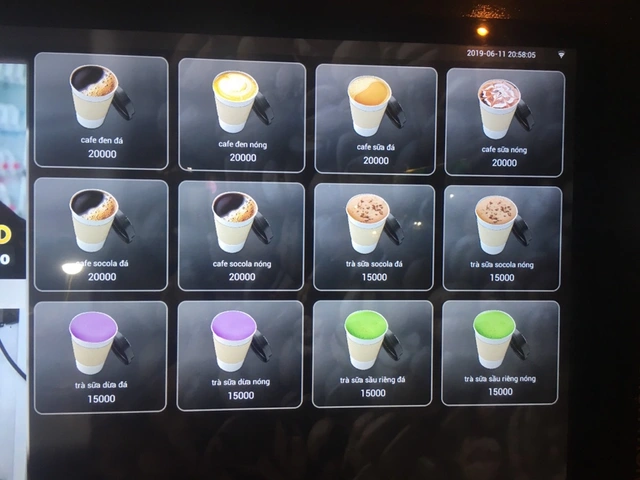 2019-06-11 20:58:05
cafe đen đá
20000
cafe đen nóng
20000
cafe sữa đá
20000
cafe sữa nóng
20000
cafe socola đá
20000
cafe socola nóng
20000
trà sữa socola đá
15000
trà sữa socola nóng
15000
trà sữa dừa đá
15000
trà sữa dừa nóng
15000
trà sữa sầu riêng đá
15000
trà sữa sầu riêng nóng
15000